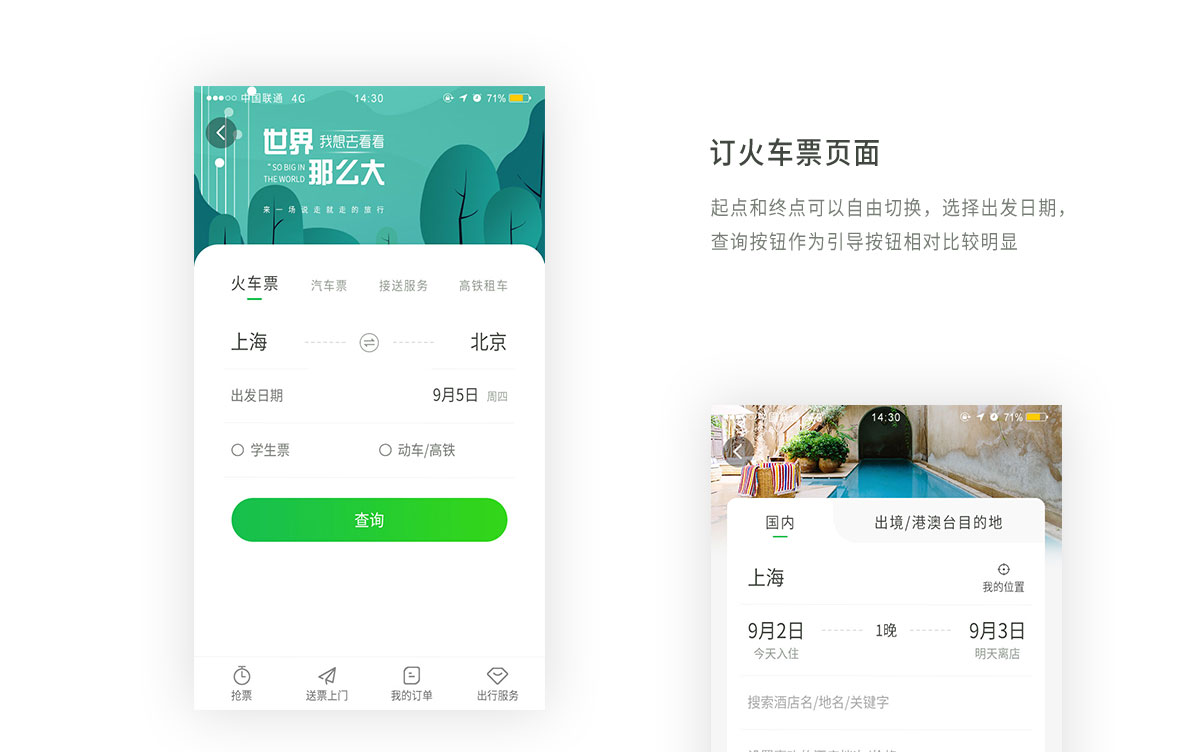 中国联通 4G
14:30
71%
世界 我想去看看
"SO BIG IN
THE WORLD 那么大
来一场说走就走的旅行
火车票
汽车票
接送服务
高铁租车
上海
北京
出发日期
9月5日 周四
学生票
动车/高铁
查询
抢票
送票上门
我的订单
出行服务
订火车票页面
起点和终点可以自由切换，选择出发日期，
查询按钮作为引导按钮相对比较明显
14:30
71%
国内
出境/港澳台目的地
上海
我的位置
9月2日
1晚
9月3日
今天入住
明天离店
搜索酒店名/地名/关键字